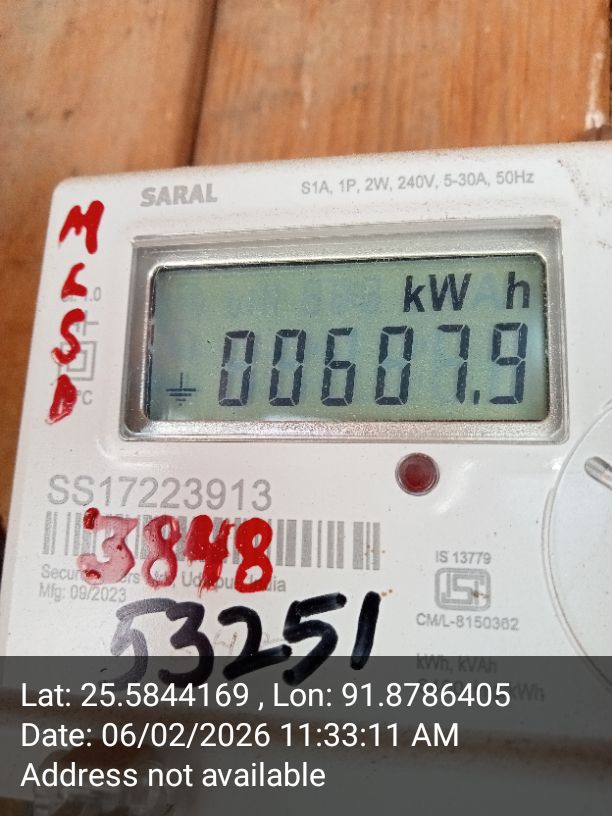 SARAL
S1A, 1P, 2W, 240V, 5-30A, 50Hz
M
L
S
D
kWh
00607.9
SS17223913
3848
Mfg: 09/2023
53251
IS 13779
ISI
CM/L-8150362
kWh, kVAh
Lat: 25.5844169 , Lon: 91.8786405
Date: 06/02/2026 11:33:11 AM
Address not available